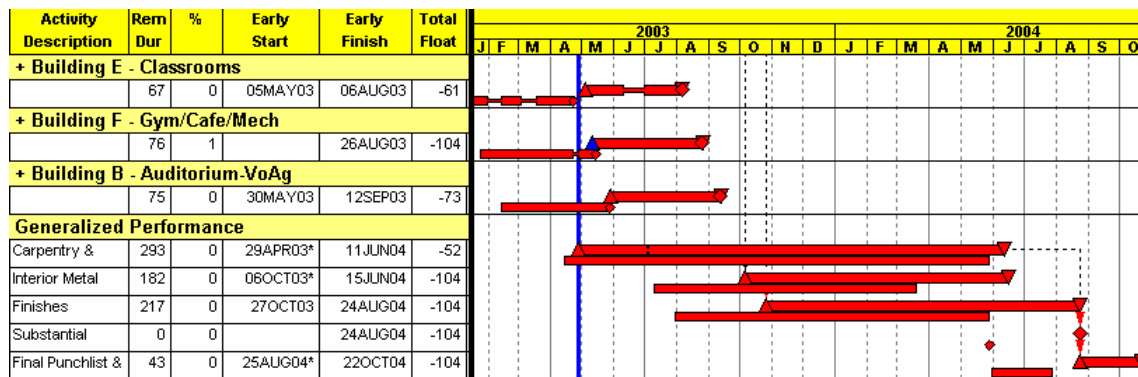 Activity Rem % Early Early Total
Description Dur Start Finish Float
2003 2004
J F M A M J J A S O N D J F M A M J J A S O
+ Building E - Classrooms
67 0 05MAY03 06AUG03 -61
+ Building F - Gym/Cafe/Mech
76 1 26AUG03 -104
+ Building B - Auditorium-VoAg
75 0 30MAY03 12SEP03 -73
Generalized Performance
Carpentry & 293 0 29APR03* 11JUN04 -52
Interior Metal 182 0 06OCT03* 15JUN04 -104
Finishes 217 0 27OCT03 24AUG04 -104
Substantial 0 0 24AUG04 -104
Final Punchlist & 43 0 25AUG04* 22OCT04 -104